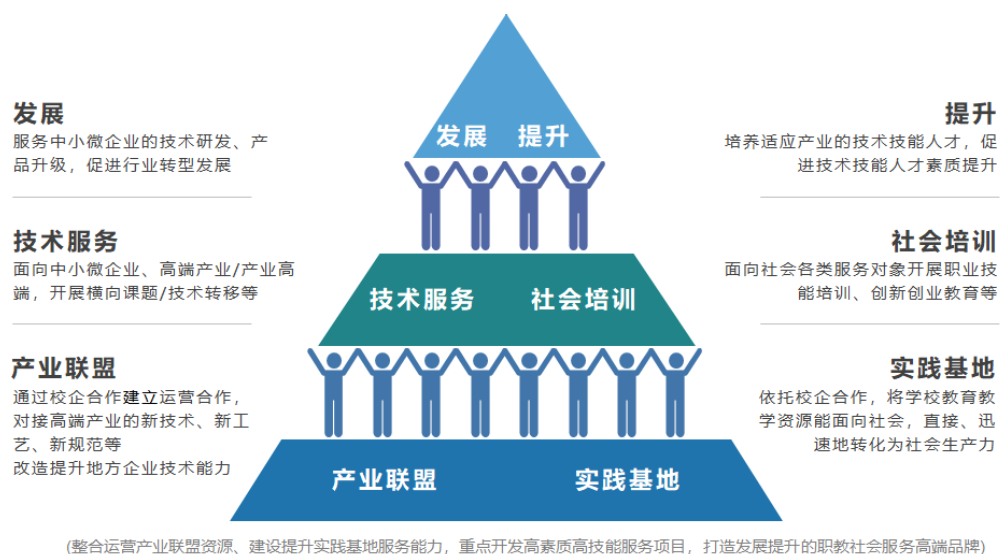 发展 提升
发展
服务中小微企业的技术研发、产
品升级，促进行业转型发展
提升
培养适应产业的技术技能人才，促
进技术技能人才素质提升
技术服务
面向中小微企业、高端产业/产业高
端，开展横向课题/技术转移等
技术服务 社会培训
社会培训
面向社会各类服务对象开展职业技
能培训、创新创业教育等
产业联盟
通过校企合作建立运营合作，
对接高端产业的新技术、新工
艺、新规范等
改造提升地方企业技术能力
实践基地
依托校企合作，将学校教育教
学资源能面向社会，直接、迅
速地转化为社会生产力
产业联盟 实践基地
(整合运营产业联盟资源、建设提升实践基地服务能力，重点开发高素质高技能服务项目，打造发展提升的职教社会服务高端品牌)